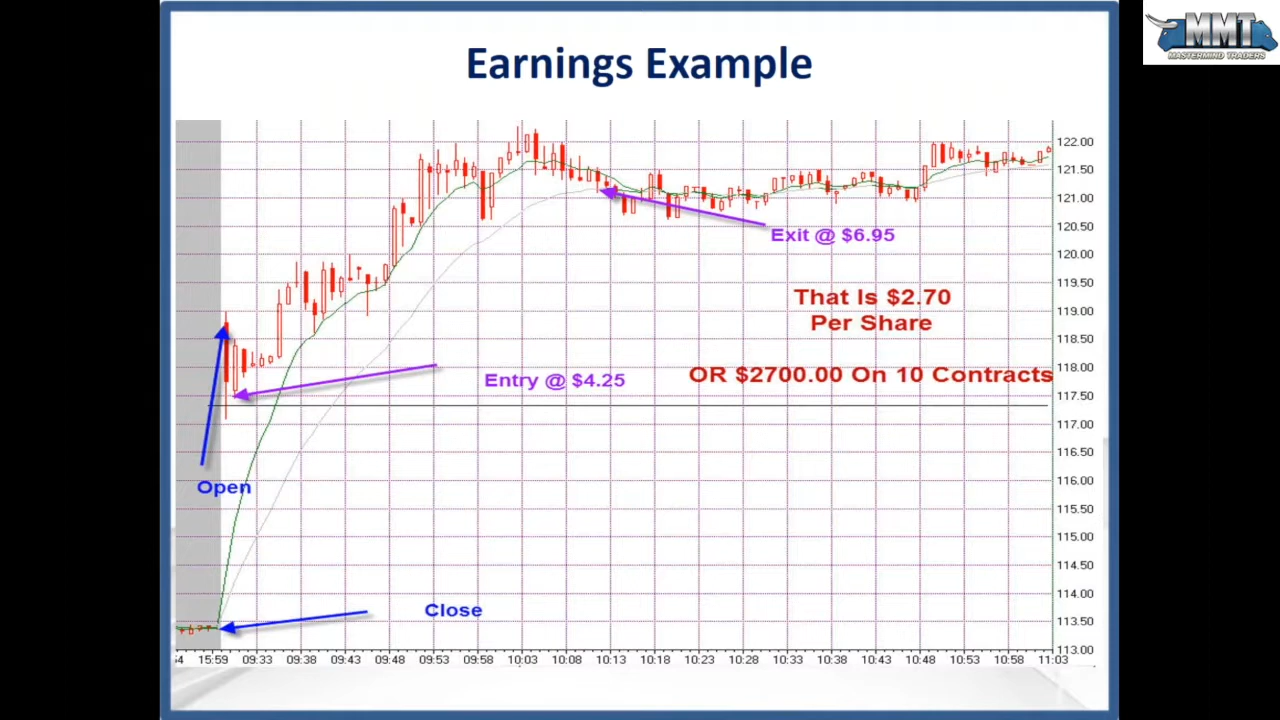 MMT
MASTERMIND TRADERS
Earnings Example
122.00
121.50
121.00
120.50
120.00
119.50
119.00
118.50
118.00
117.50
117.00
116.50
116.00
115.50
115.00
114.50
114.00
113.50
113.00
Exit @ $6.95
That Is $2.70
Per Share
Entry @ $4.25
OR $2700.00 On 10 Contracts
Open
Close
54 15:59 09:33 09:38 09:43 09:48 09:53 09:58 10:03 10:08 10:13 10:18 10:23 10:28 10:33 10:38 10:43 10:48 10:53 10:58 11:03